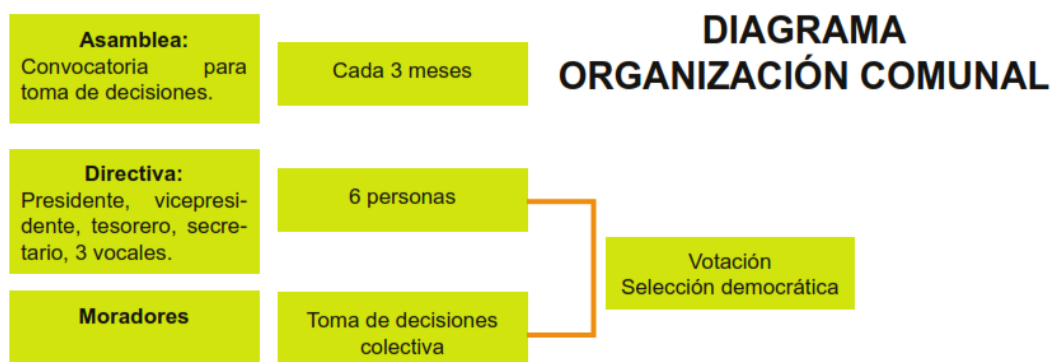 DIAGRAMA
ORGANIZACIÓN COMUNAL
Asamblea:
Convocatoria para
toma de decisiones.
Cada 3 meses
Directiva:
Presidente, vicepresi-
dente, tesorero, secre-
tario, 3 vocales.
6 personas
Votación
Selección democrática
Moradores
Toma de decisiones
colectiva